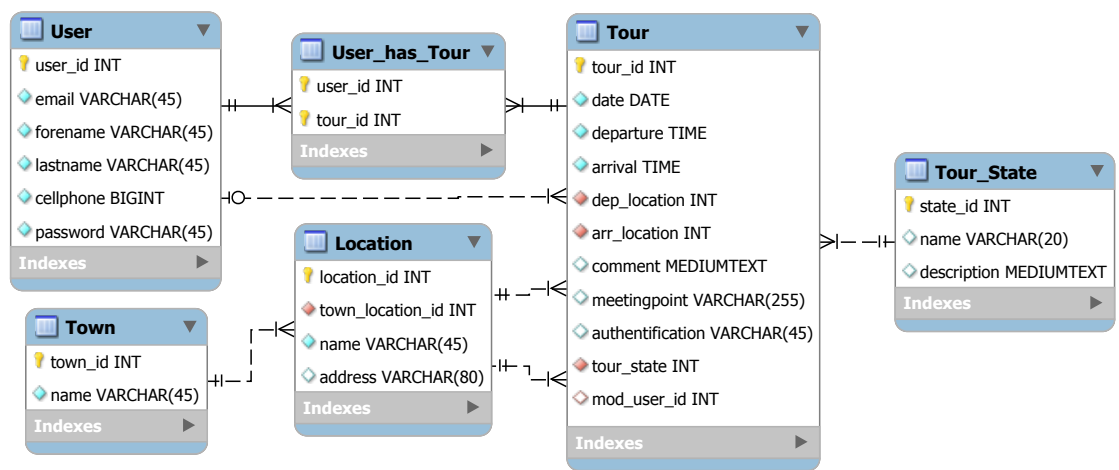 User
user_id INT
email VARCHAR(45)
forename VARCHAR(45)
lastname VARCHAR(45)
cellphone BIGINT
password VARCHAR(45)
Indexes
User_has_Tour
user_id INT
tour_id INT
Indexes
Tour
tour_id INT
date DATE
departure TIME
arrival TIME
dep_location INT
arr_location INT
comment MEDIUMTEXT
meetingpoint VARCHAR(255)
authentification VARCHAR(45)
tour_state INT
mod_user_id INT
Indexes
Tour_State
state_id INT
name VARCHAR(20)
description MEDIUMTEXT
Indexes
Location
location_id INT
town_location_id INT
name VARCHAR(45)
address VARCHAR(80)
Indexes
Town
town_id INT
name VARCHAR(45)
Indexes